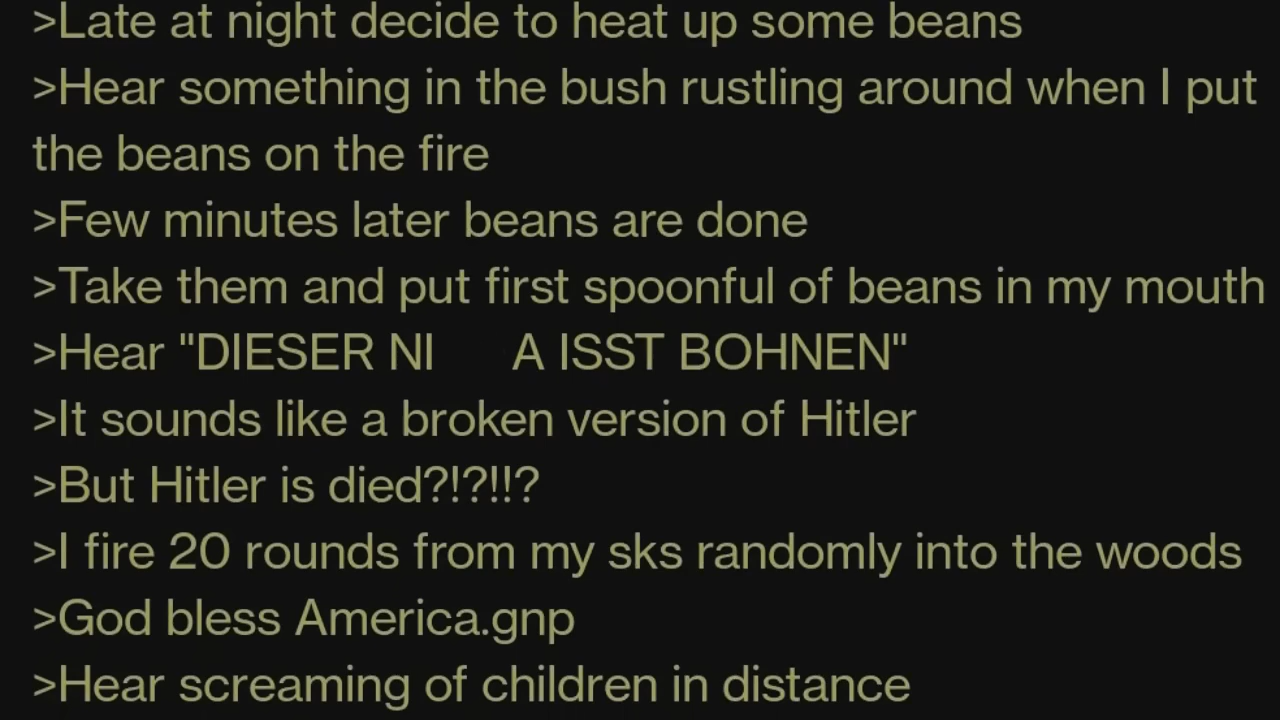 >Late at night decide to heat up some beans
>Hear something in the bush rustling around when I put
the beans on the fire
>Few minutes later beans are done
>Take them and put first spoonful of beans in my mouth
>Hear "DIESER NI      A ISST BOHNEN"
>It sounds like a broken version of Hitler
>But Hitler is died?!?!!?
>I fire 20 rounds from my sks randomly into the woods
>God bless America.gnp
>Hear screaming of children in distance